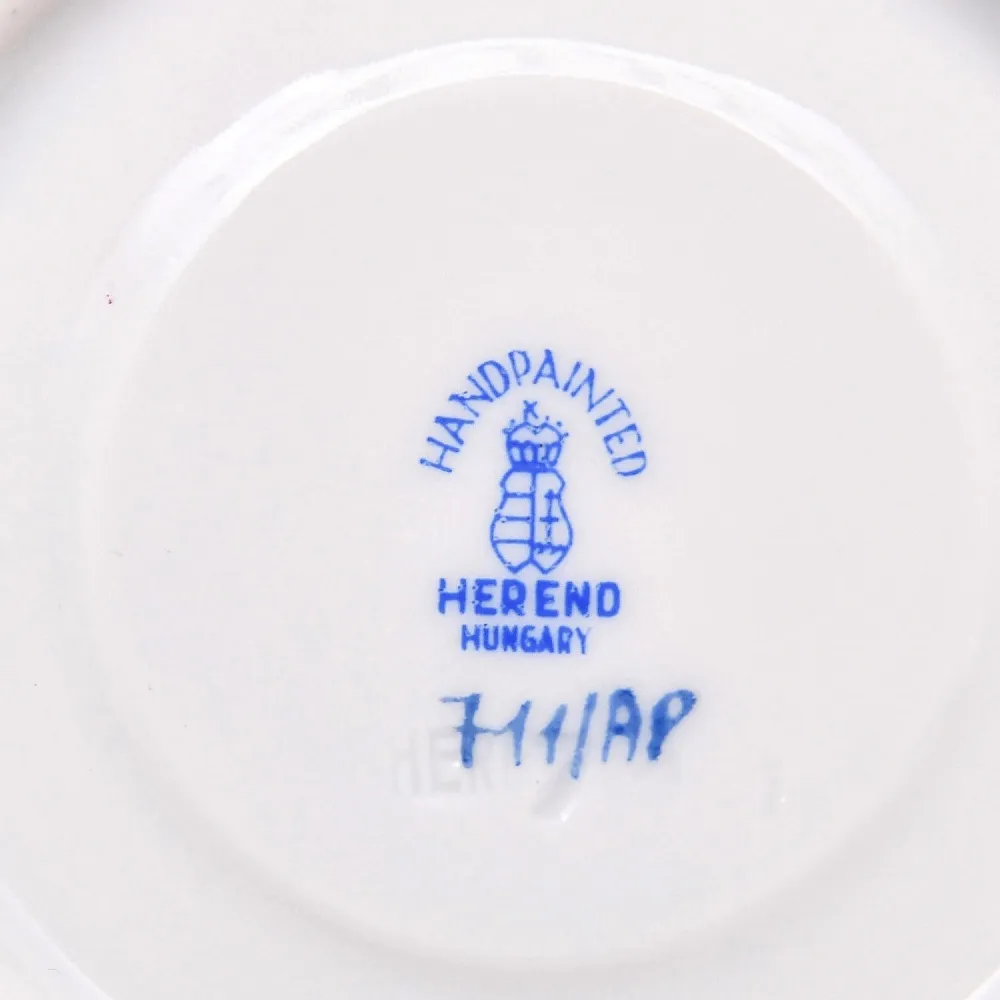 HANDPAINTED
HEREND
HUNGARY
711/AP